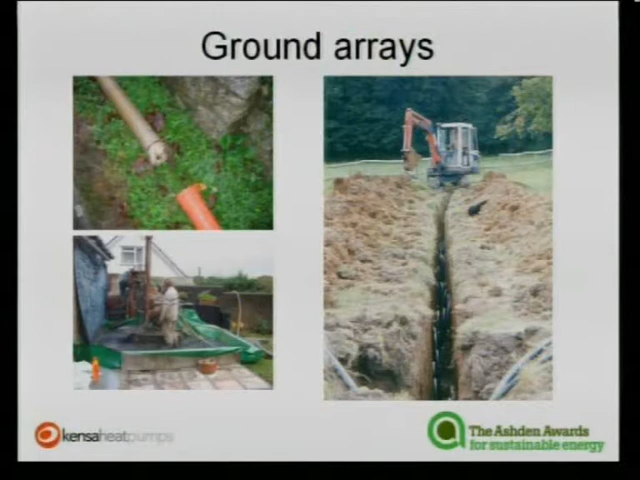 Ground arrays
kensaheatpumps
The Ashden Awards
for sustainable energy